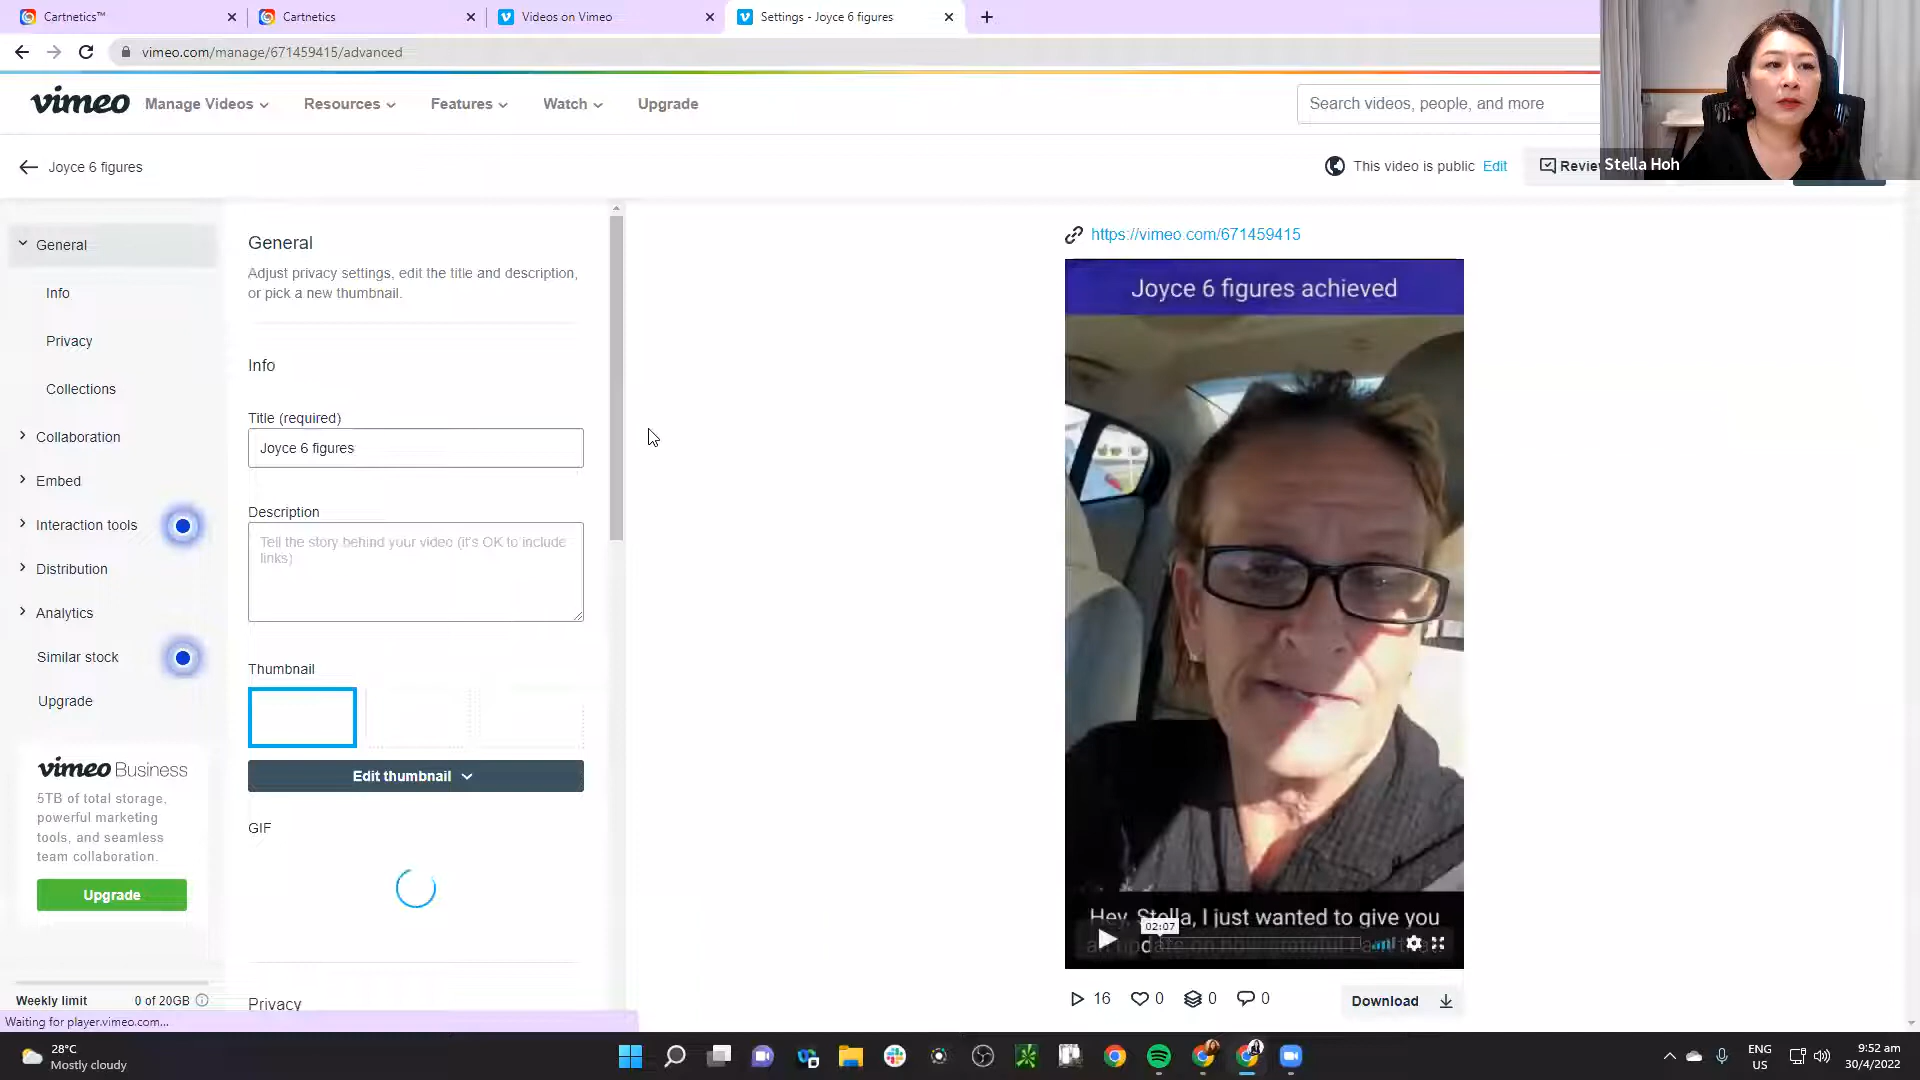 Cartnetics™
Cartnetics
Videos on Vimeo
Settings - Joyce 6 figures
vimeo.com/manage/671459415/advanced
vimeo
Manage Videos
Resources
Features
Watch
Upgrade
Search videos, people, and more
Stella Hoh
Joyce 6 figures
This video is public Edit
General
Info
Privacy
Collections
Collaboration
Embed
Interaction tools
Distribution
Analytics
Similar stock
Upgrade
vimeo Business
5TB of total storage,
powerful marketing
tools, and seamless
team collaboration.
Upgrade
Weekly limit 0 of 20GB
Waiting for player.vimeo.com...
General
Adjust privacy settings, edit the title and description,
or pick a new thumbnail.
Info
Title (required)
Joyce 6 figures
Description
Tell the story behind your video (it's OK to include
links)
Thumbnail
Edit thumbnail
GIF
Privacy
https://vimeo.com/671459415
Joyce 6 figures achieved
Hey, Stella, I just wanted to give you
02:07
16
0
0
0
Download
28°C
Mostly cloudy
ENG
US
9:52 am
30/4/2022